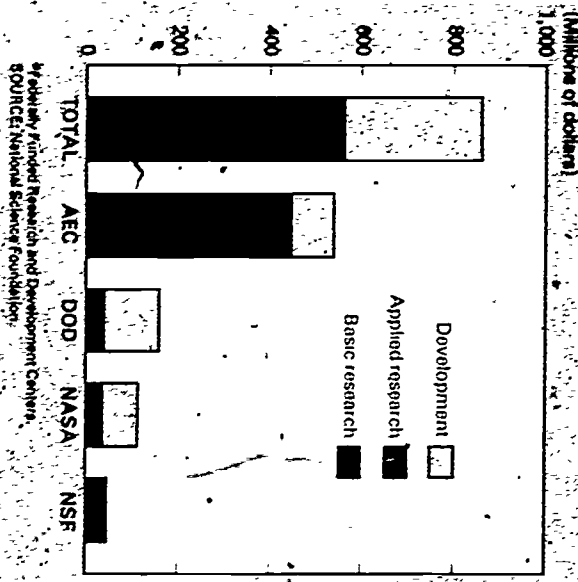 (Millions of dollars)
1,000
800
600
400
200
0
Development
Applied research
Basic research
TOTAL
AEC
DOD
NASA
NSF
*Federally Funded Research and Development Centers.
SOURCE: National Science Foundation.